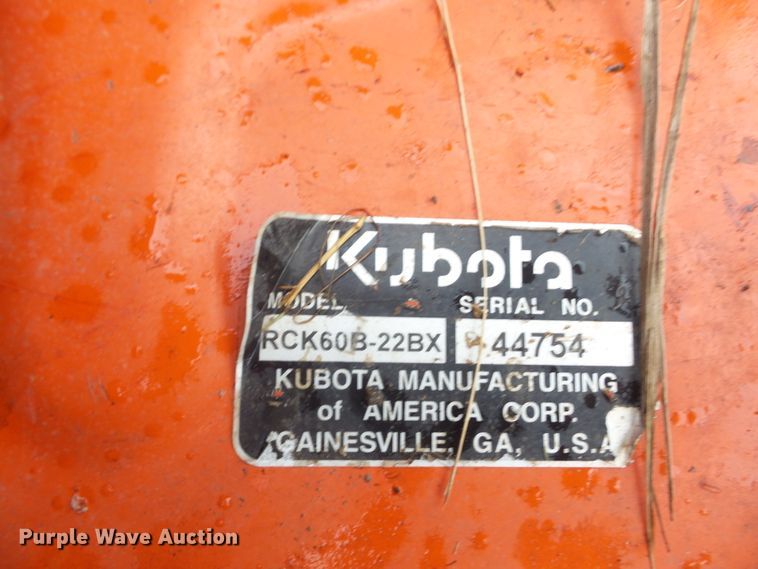 Kubota
MODEL SERIAL NO.
RCK60B-22BX 44754
KUBOTA MANUFACTURING
of AMERICA CORP.
GAINESVILLE, GA, U.S.A
Purple Wave Auction